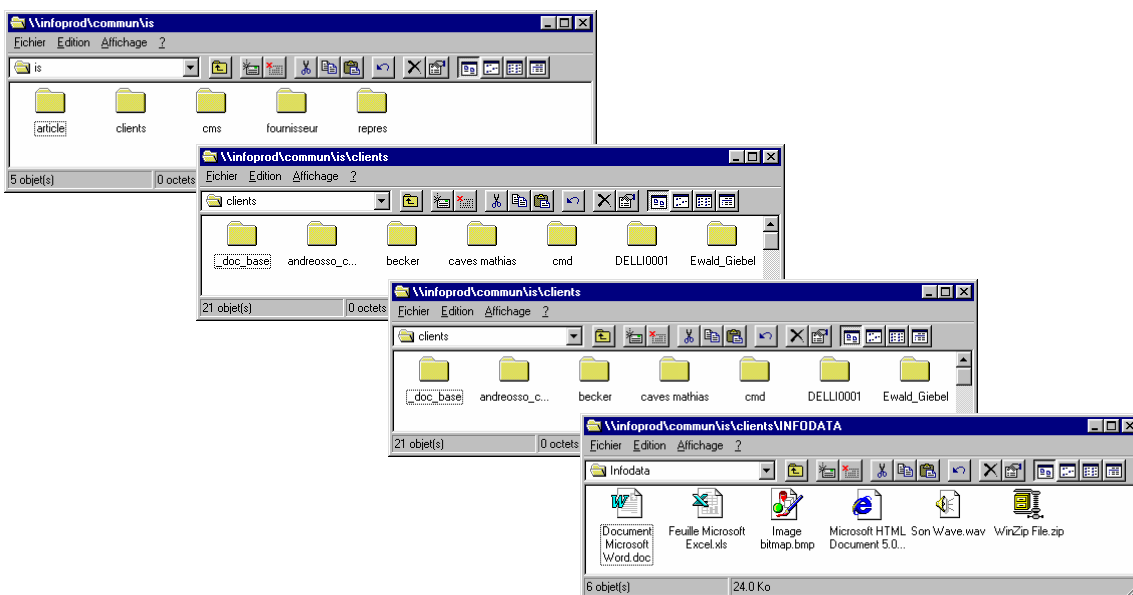 \\infoprod\commun\is
Fichier Edition Affichage ?
is
article clients cms fournisseur repres
5 objet(s) 0 octets
\\infoprod\commun\is\clients
Fichier Edition Affichage ?
clients
_doc_base andreosso_c... becker caves mathias cmd DELLI0001 Ewald_Giebel
21 objet(s) 0 octets
\\infoprod\commun\is\clients
Fichier Edition Affichage ?
clients
_doc_base andreosso_c... becker caves mathias cmd DELLI0001 Ewald_Giebel
21 objet(s) 0 octets
\\infoprod\commun\is\clients\INFODATA
Fichier Edition Affichage ?
Infodata
Document Feuille Microsoft Image Microsoft HTML Son Wave.wav WinZip File.zip
Microsoft Excel.xls bitmap.bmp Document 5.0...
Word.doc
6 objet(s) 24.0 Ko